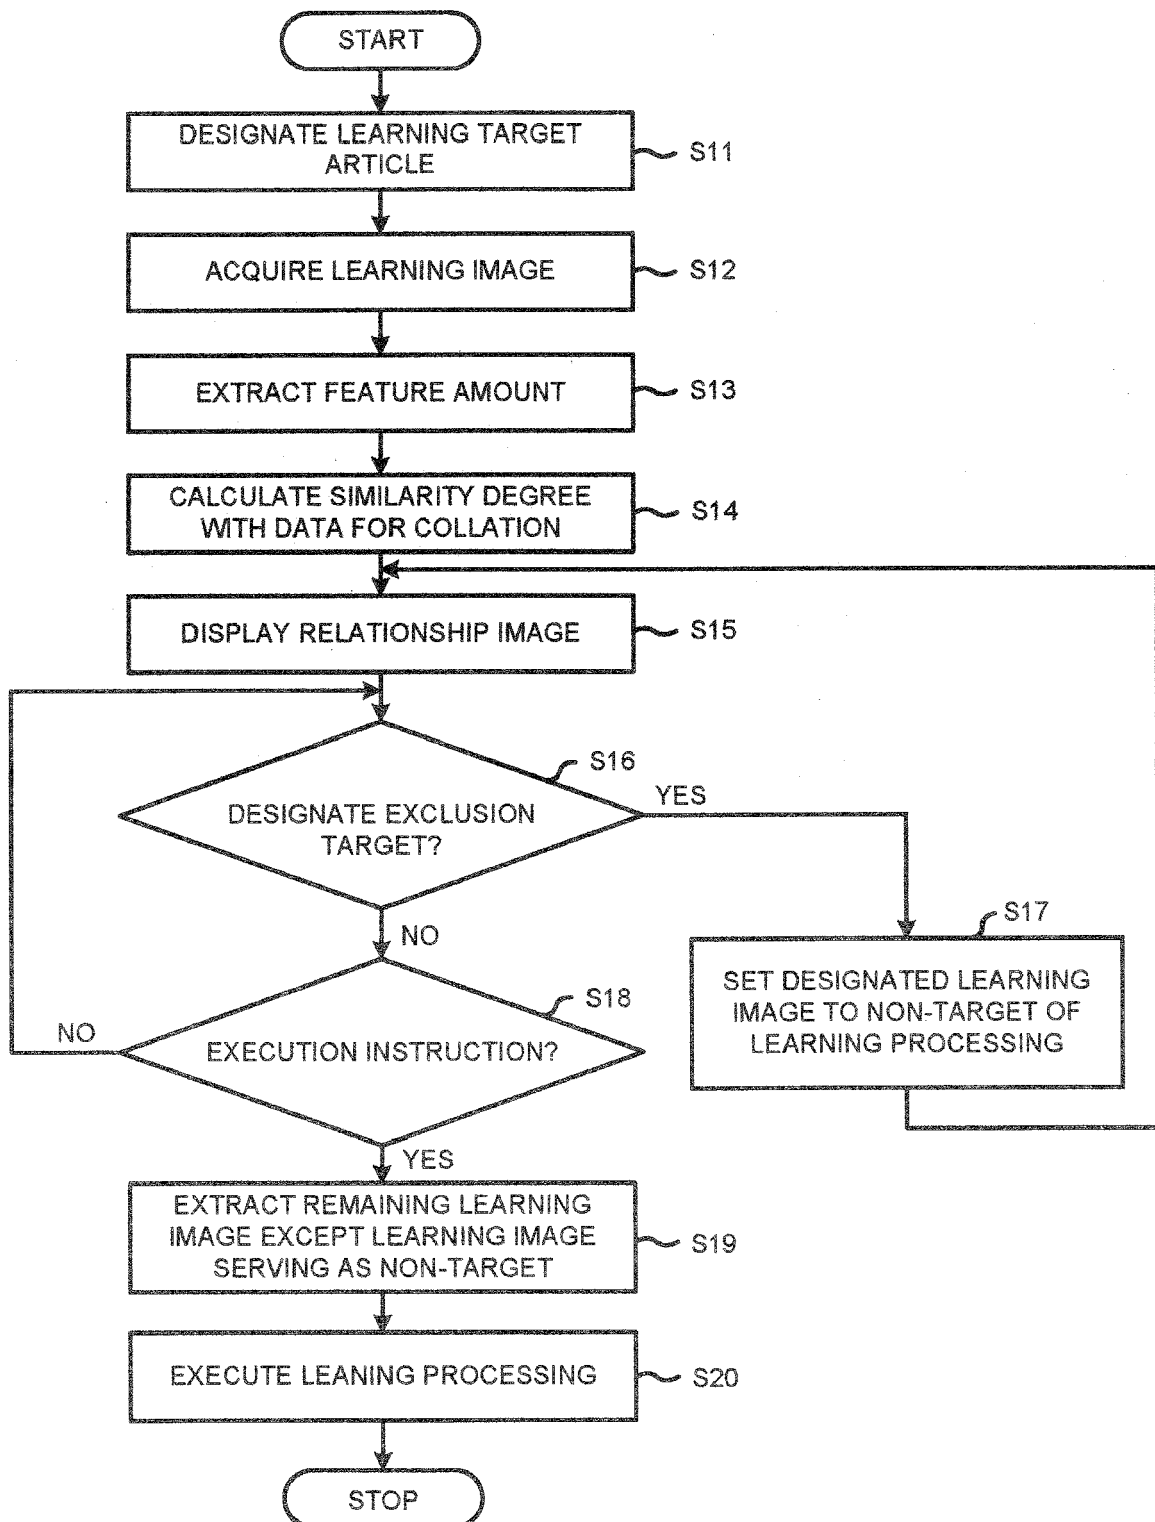 START
DESIGNATE LEARNING TARGET
ARTICLE
S11
ACQUIRE LEARNING IMAGE
S12
EXTRACT FEATURE AMOUNT
S13
CALCULATE SIMILARITY DEGREE
WITH DATA FOR COLLATION
S14
DISPLAY RELATIONSHIP IMAGE
S15
S16
DESIGNATE EXCLUSION
TARGET?
YES
NO
S17
SET DESIGNATED LEARNING
IMAGE TO NON-TARGET OF
LEARNING PROCESSING
S18
EXECUTION INSTRUCTION?
NO
YES
EXTRACT REMAINING LEARNING
IMAGE EXCEPT LEARNING IMAGE
SERVING AS NON-TARGET
S19
EXECUTE LEANING PROCESSING
S20
STOP